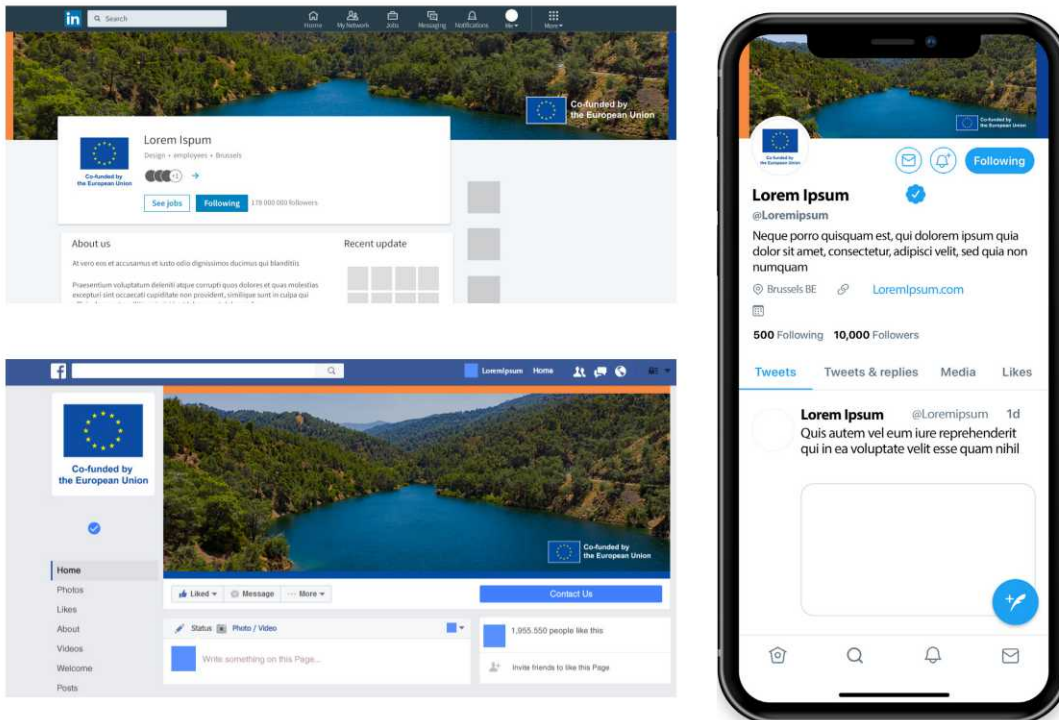 in
Search
Home My Network Jobs Messaging Notifications Me More
Co-funded by
the European Union
Lorem Ispum
Design • employees • Brussels
Co-funded by
the European Union
+1
See jobs Following 179 000 000 followers
About us
Recent update
At vero eos et accusamus et iusto odio dignissimos ducimus qui blanditiis
Praesentium voluptatum deleniti atque corrupti quos dolores et quas molestias
excepturi sint occaecati cupiditate non provident, similique sunt in culpa qui
f
LoremIpsum Home
Co-funded by
the European Union
Co-funded by
the European Union
Home
Photos
Likes
About
Videos
Welcome
Posts
Liked Message ... More
Contact Us
Status Photo / Video
Write something on this Page...
1,955.550 people like this
Invite friends to like this Page
Co-funded by
the European Union
Co-funded by
the European Union
Following
Lorem Ipsum
@Loremipsum
Neque porro quisquam est, qui dolorem ipsum quia
dolor sit amet, consectetur, adipisci velit, sed quia non
numquam
Brussels BE LoremIpsum.com
500 Following 10,000 Followers
Tweets Tweets & replies Media Likes
Lorem Ipsum @Loremipsum 1d
Quis autem vel eum iure reprehenderit
qui in ea voluptate velit esse quam nihil